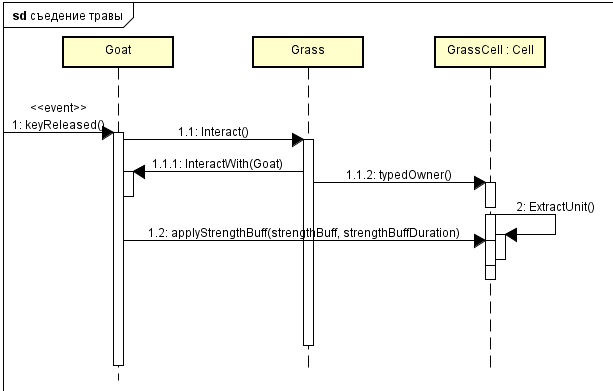 sd съедение травы
Goat
Grass
GrassCell : Cell
<<event>>
1: keyReleased()
1.1: Interact()
1.1.1: InteractWith(Goat)
1.1.2: typedOwner()
2: ExtractUnit()
1.2: applyStrengthBuff(strengthBuff, strengthBuffDuration)